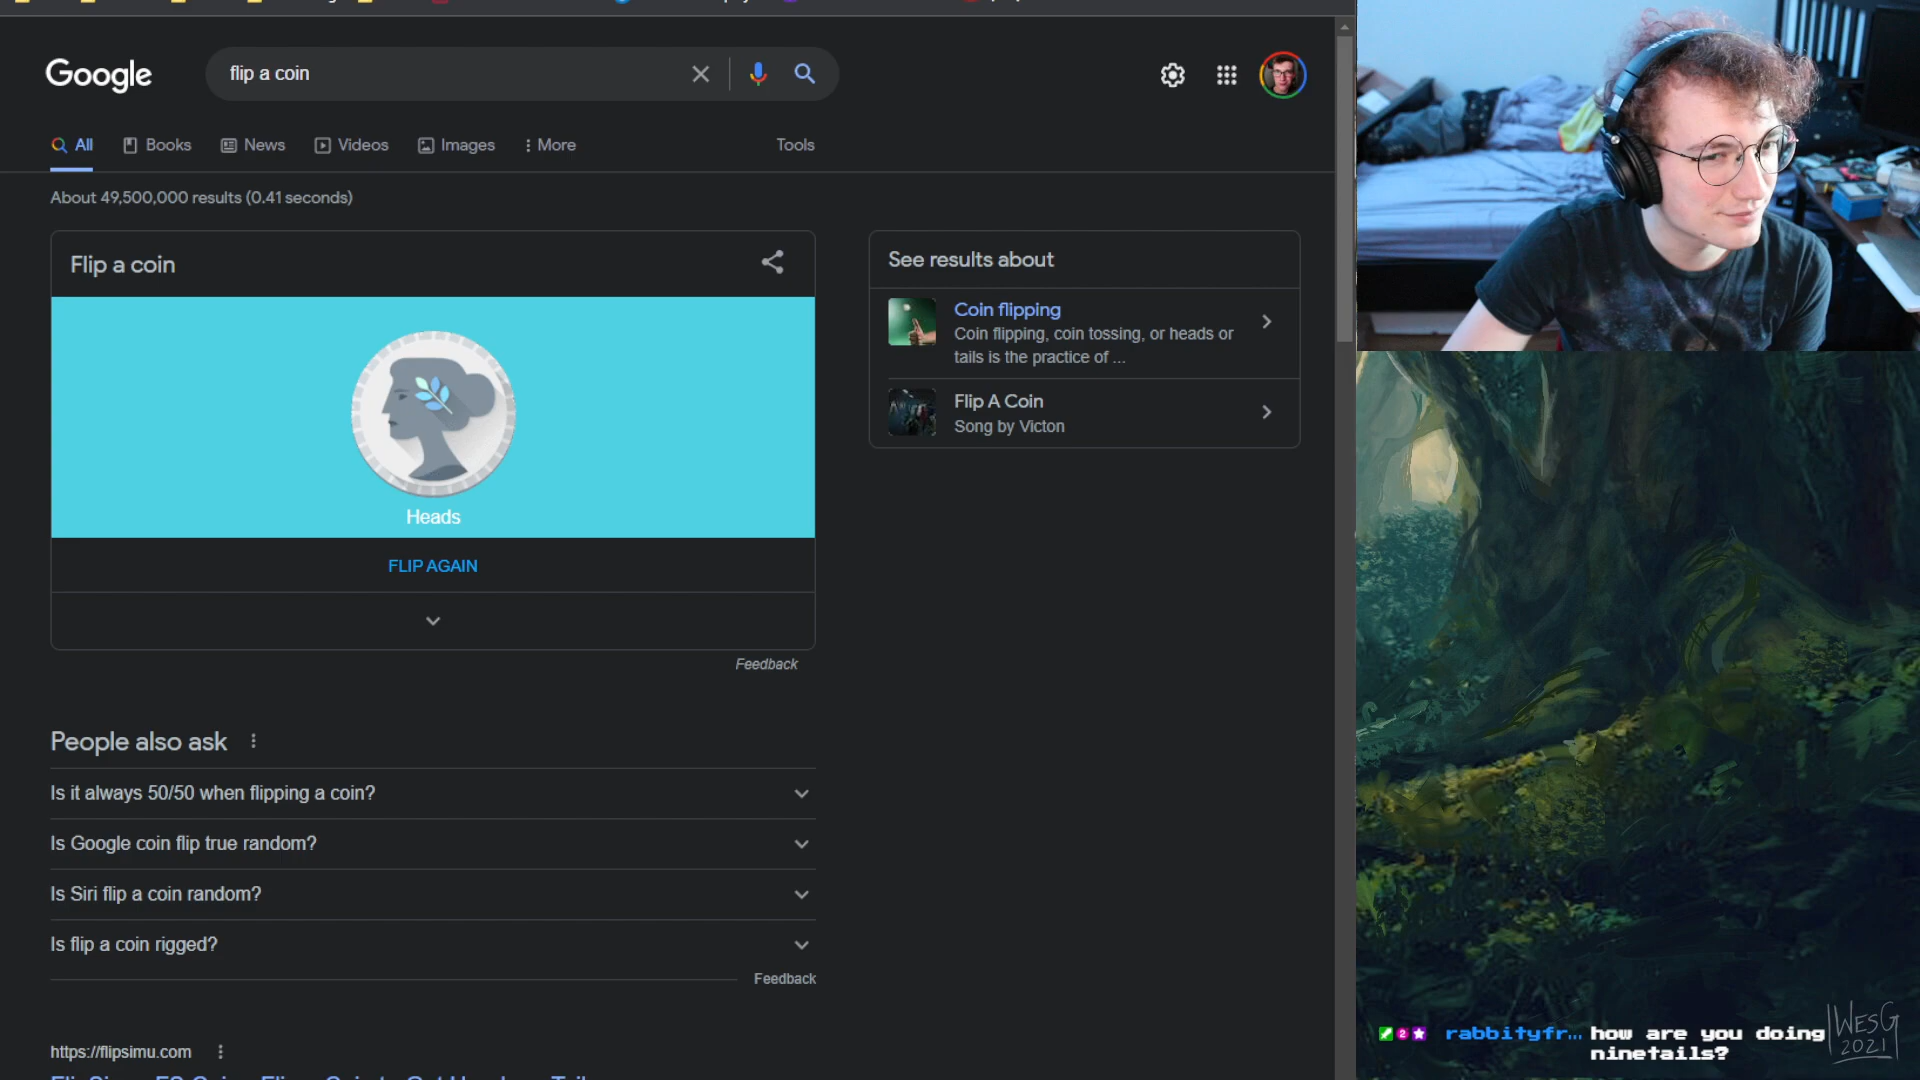 Google
flip a coin
All
Books
News
Videos
Images
More
Tools
About 49,500,000 results (0.41 seconds)
Flip a coin
Heads
FLIP AGAIN
Feedback
See results about
Coin flipping
Coin flipping, coin tossing, or heads or
tails is the practice of ...
Flip A Coin
Song by Victon
People also ask
Is it always 50/50 when flipping a coin?
Is Google coin flip true random?
Is Siri flip a coin random?
Is flip a coin rigged?
Feedback
https://flipsimu.com
2 rabbityfr... how are you doing
ninetails?
WESG
2021